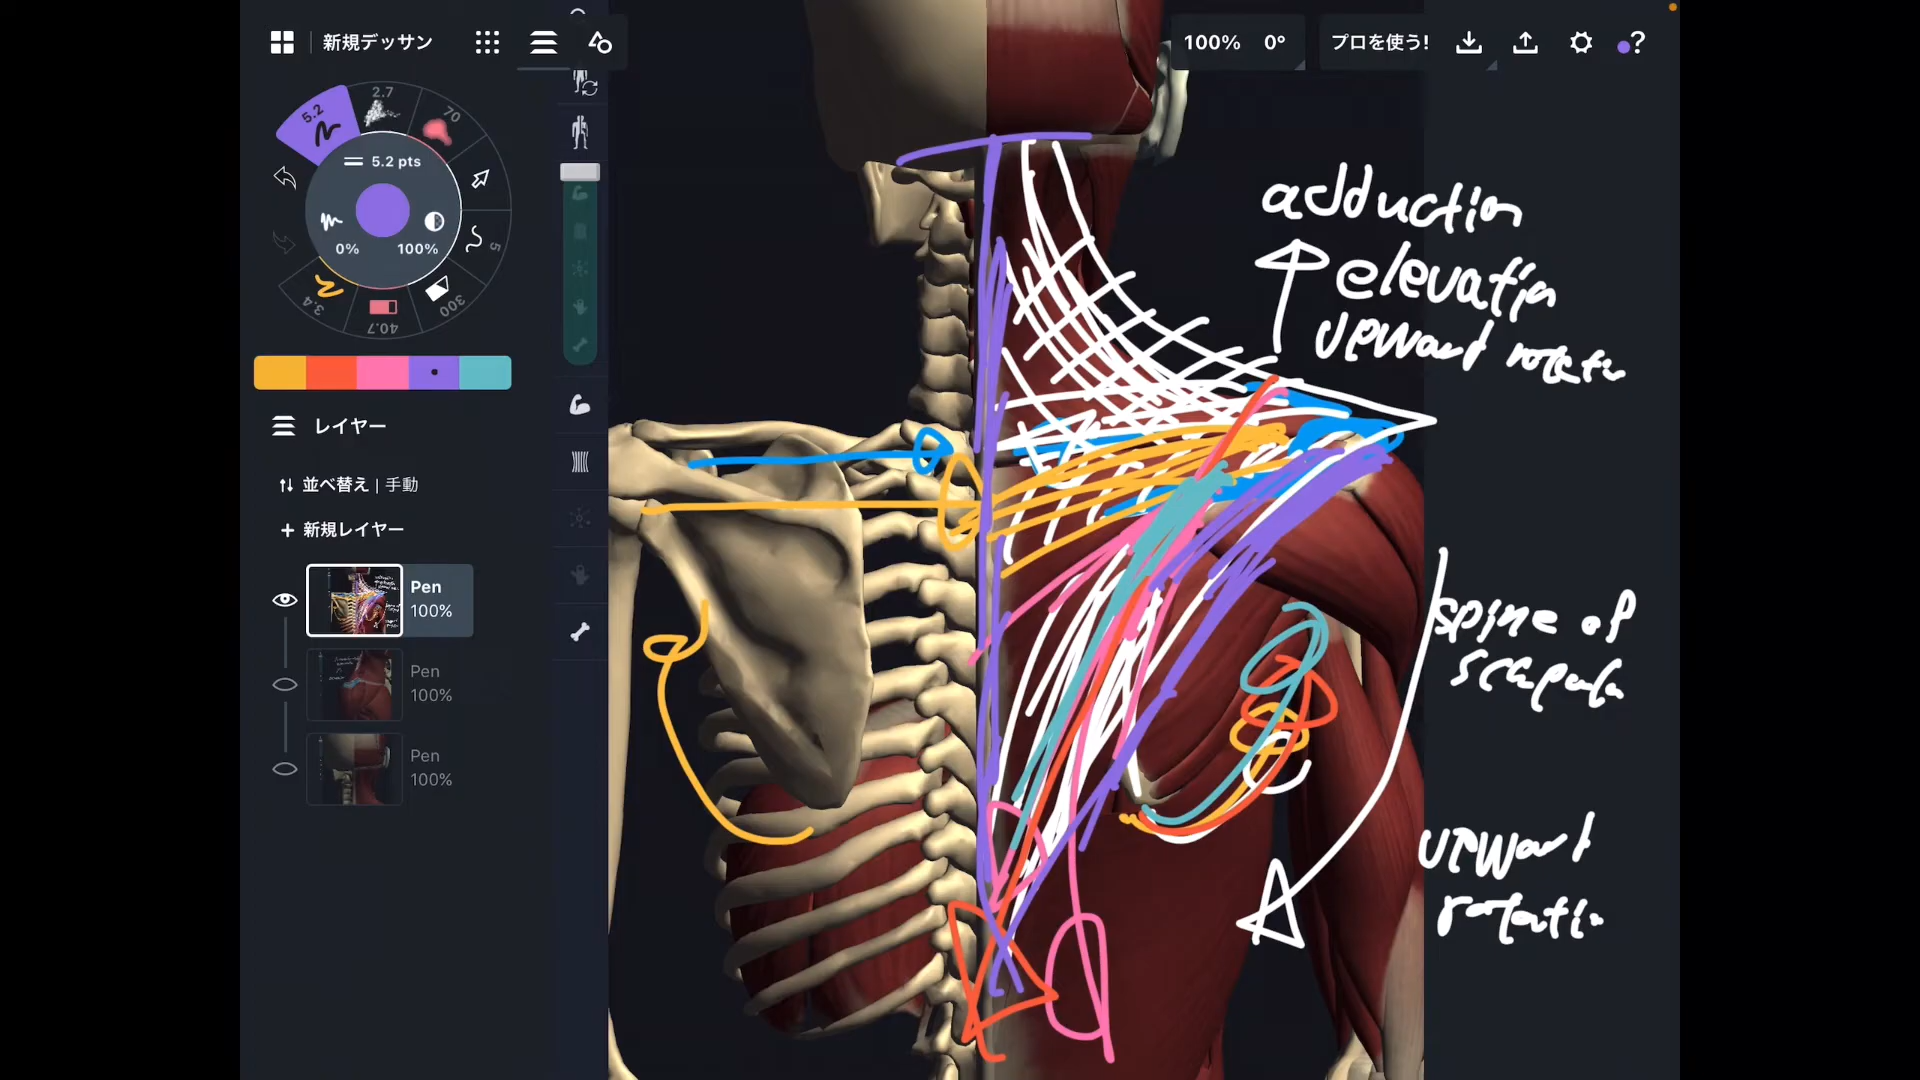 新規デッサン
100% 0°
プロを使う!
?
5.2
2.7
70
5
300
40.7
3.4
5.2 pts
0% 100%
レイヤー
並べ替え | 手動
+ 新規レイヤー
Pen
100%
Pen
100%
Pen
100%
adduction
elevatin
upward rotatn
spine of
scapula
upward
rotatin